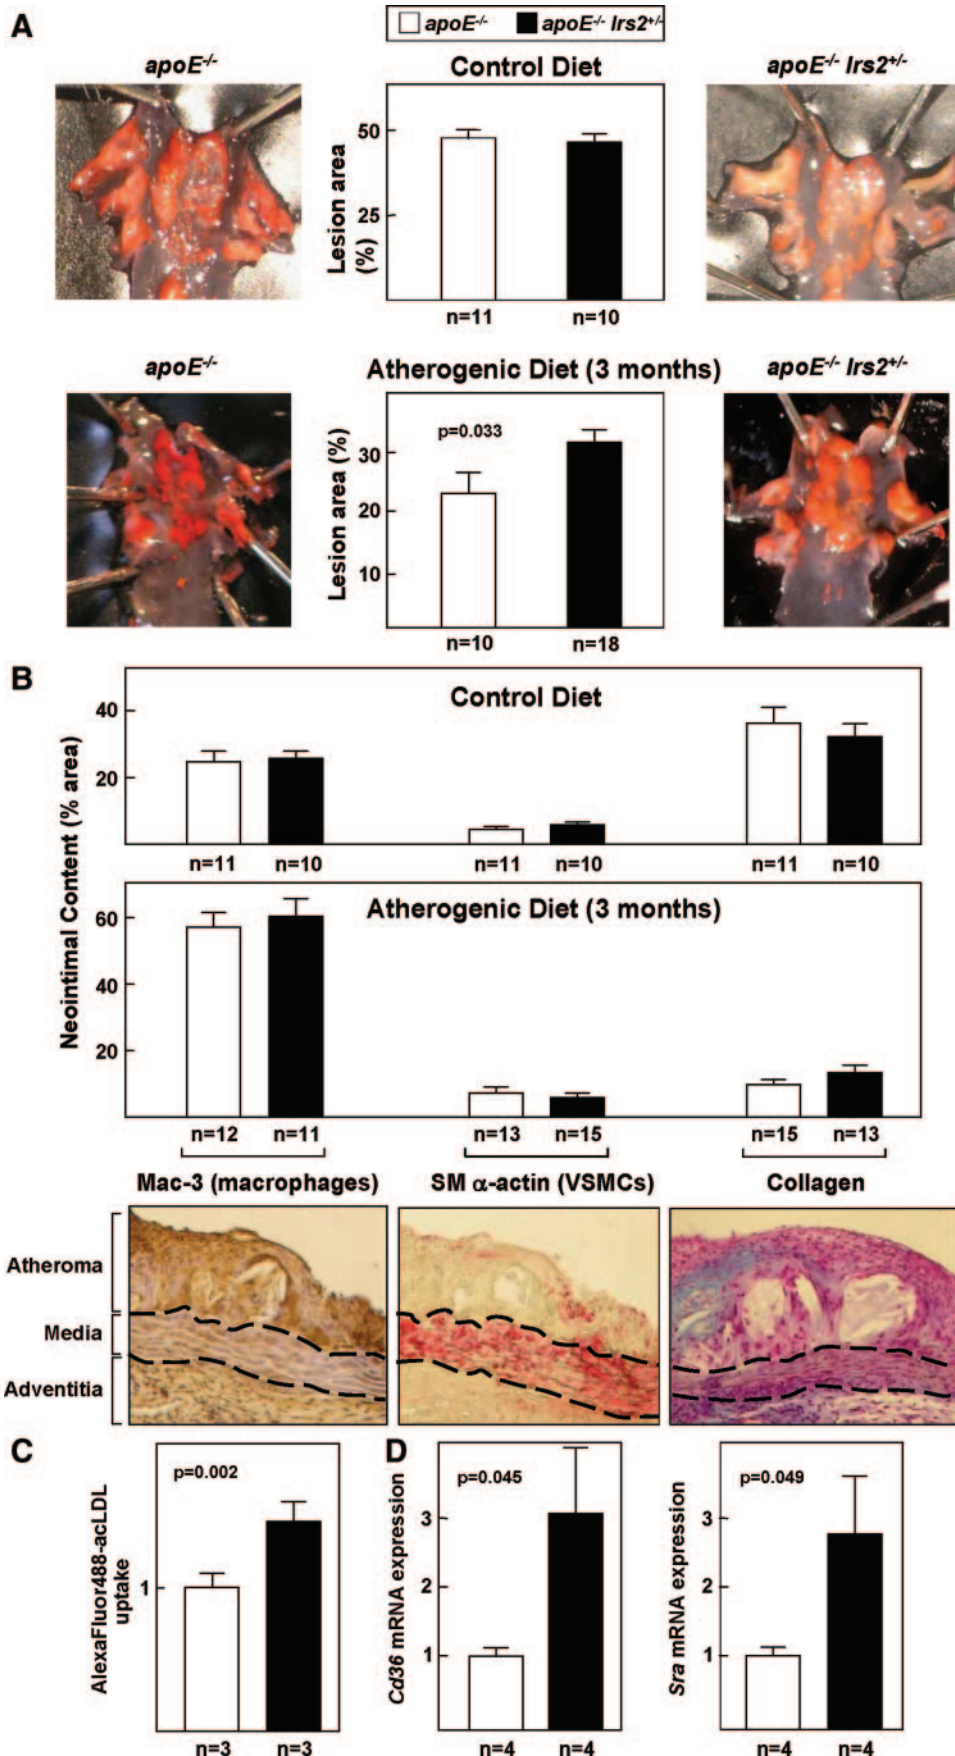 A
apoE-/- apoE-/- Irs2+/-
apoE-/- Control Diet apoE-/- Irs2+/-
50
25
Lesion area (%)
n=11 n=10
apoE-/- Atherogenic Diet (3 months) apoE-/- Irs2+/-
p=0.033
30
20
10
Lesion area (%)
n=10 n=18
B
Control Diet
40
20
n=11 n=10 n=11 n=10 n=11 n=10
Neointimal Content (% area)
Atherogenic Diet (3 months)
60
40
20
n=12 n=11 n=13 n=15 n=15 n=13
Mac-3 (macrophages) SM α-actin (VSMCs) Collagen
Atheroma
Media
Adventitia
C
p=0.002
1
AlexaFluor488-acLDL
uptake
n=3 n=3
D
p=0.045
3
2
1
Cd36 mRNA expression
n=4 n=4
p=0.049
3
2
1
Sra mRNA expression
n=4 n=4